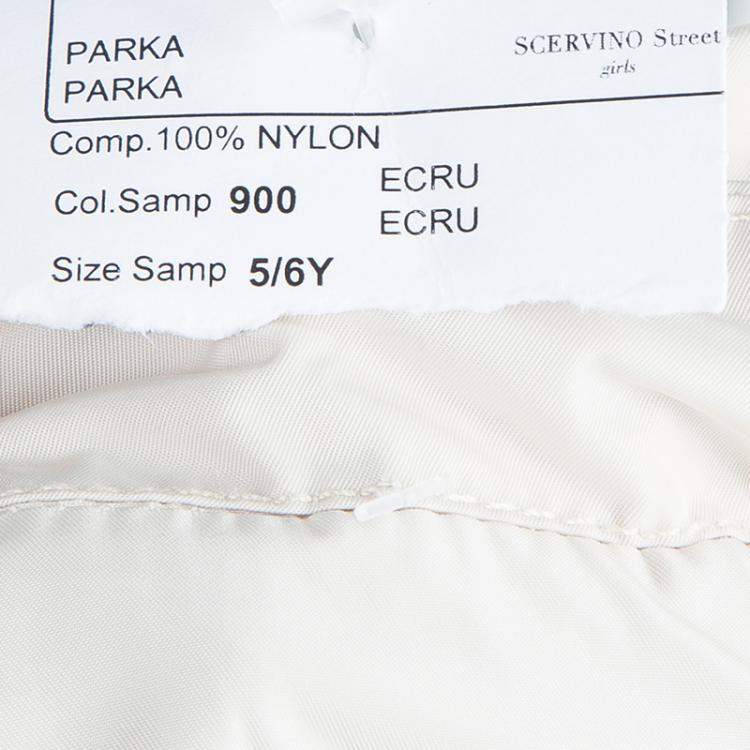 PARKA
PARKA
SCERVINO Street
girls
Comp.100% NYLON
Col.Samp 900 ECRU
ECRU
Size Samp 5/6Y